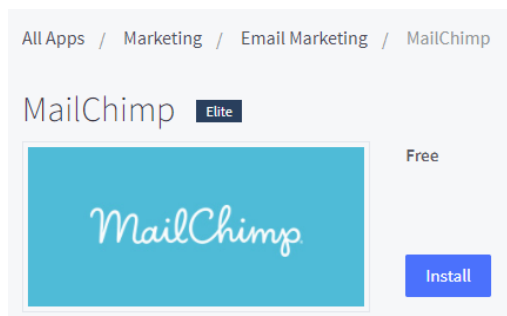 All Apps / Marketing / Email Marketing / MailChimp
MailChimp Elite
Free
MailChimp
Install